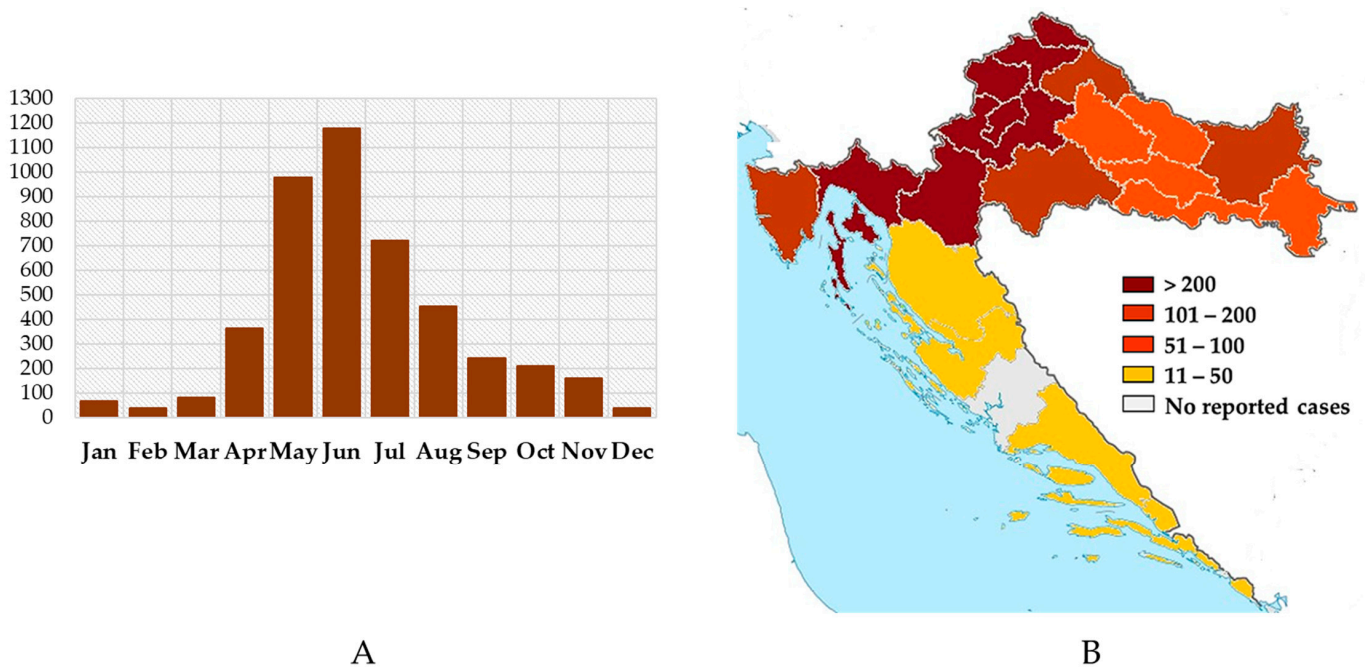 1300
1200
1100
1000
900
800
700
600
500
400
300
200
100
0
Jan Feb Mar Apr May Jun Jul Aug Sep Oct Nov Dec
A
> 200
101 – 200
51 – 100
11 – 50
No reported cases
B